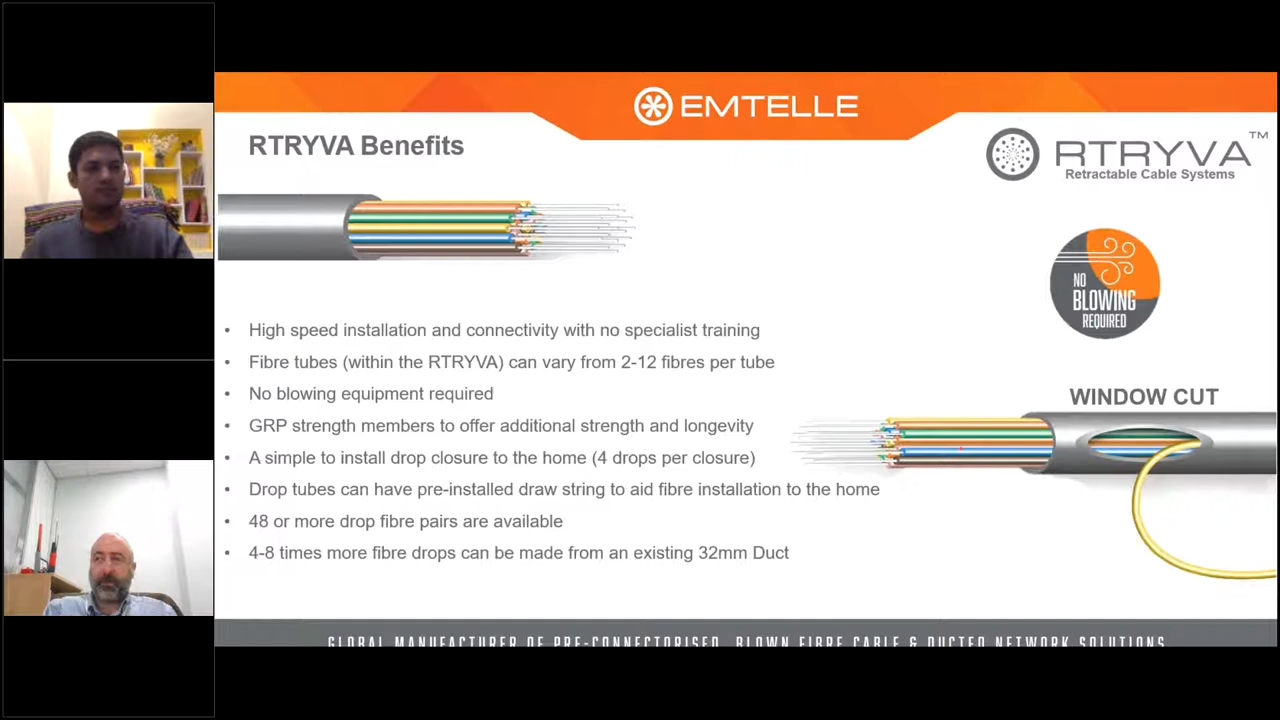 EMTELLE
RTRYVA Benefits
RTRYVA™
Retractable Cable Systems
NO
BLOWING
REQUIRED
• High speed installation and connectivity with no specialist training
• Fibre tubes (within the RTRYVA) can vary from 2-12 fibres per tube
• No blowing equipment required
• GRP strength members to offer additional strength and longevity
• A simple to install drop closure to the home (4 drops per closure)
• Drop tubes can have pre-installed draw string to aid fibre installation to the home
• 48 or more drop fibre pairs are available
• 4-8 times more fibre drops can be made from an existing 32mm Duct
WINDOW CUT
GLOBAL MANUFACTURER OF PRE-CONNECTORISED, BLOWN FIBRE CABLE & DUCTED NETWORK SOLUTIONS